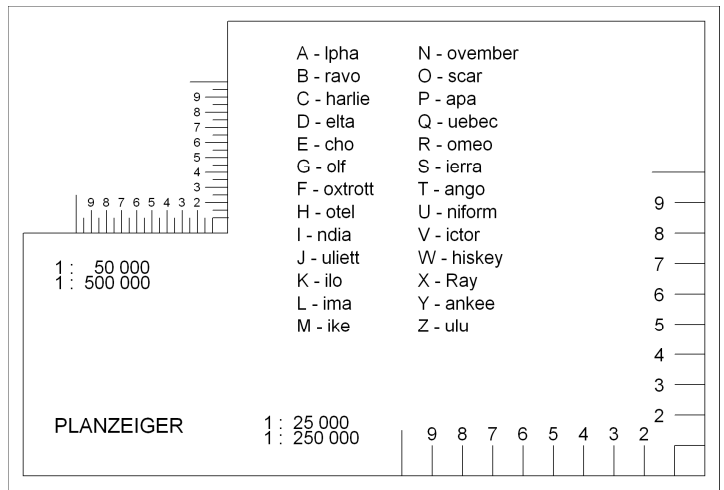 A - lpha
B - ravo
C - harlie
D - elta
E - cho
G - olf
F - oxtrott
H - otel
I - ndia
J - uliett
K - ilo
L - ima
M - ike
N - ovember
O - scar
P - apa
Q - uebec
R - omeo
S - ierra
T - ango
U - niform
V - ictor
W - hiskey
X - Ray
Y - ankee
Z - ulu
9
8
7
6
5
4
3
2
9 8 7 6 5 4 3 2
1 : 50 000
1 : 500 000
9
8
7
6
5
4
3
2
PLANZEIGER
1 : 25 000
1 : 250 000
9 8 7 6 5 4 3 2